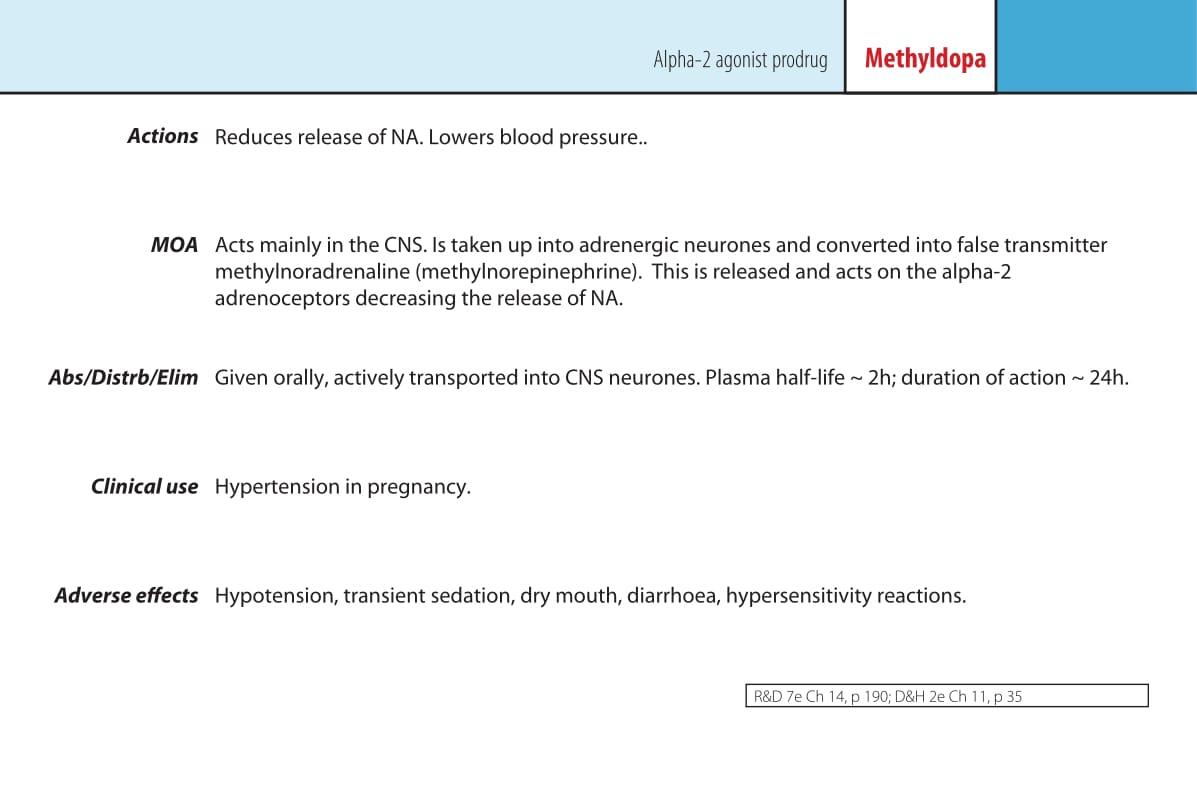 Alpha-2 agonist prodrug Methyldopa
Actions Reduces release of NA. Lowers blood pressure..
MOA Acts mainly in the CNS. Is taken up into adrenergic neurones and converted into false transmitter
methylnoradrenaline (methylnorepinephrine). This is released and acts on the alpha-2
adrenoceptors decreasing the release of NA.
Abs/Distrb/Elim Given orally, actively transported into CNS neurones. Plasma half-life ~ 2h; duration of action ~ 24h.
Clinical use Hypertension in pregnancy.
Adverse effects Hypotension, transient sedation, dry mouth, diarrhoea, hypersensitivity reactions.
R&D 7e Ch 14, p 190; D&H 2e Ch 11, p 35